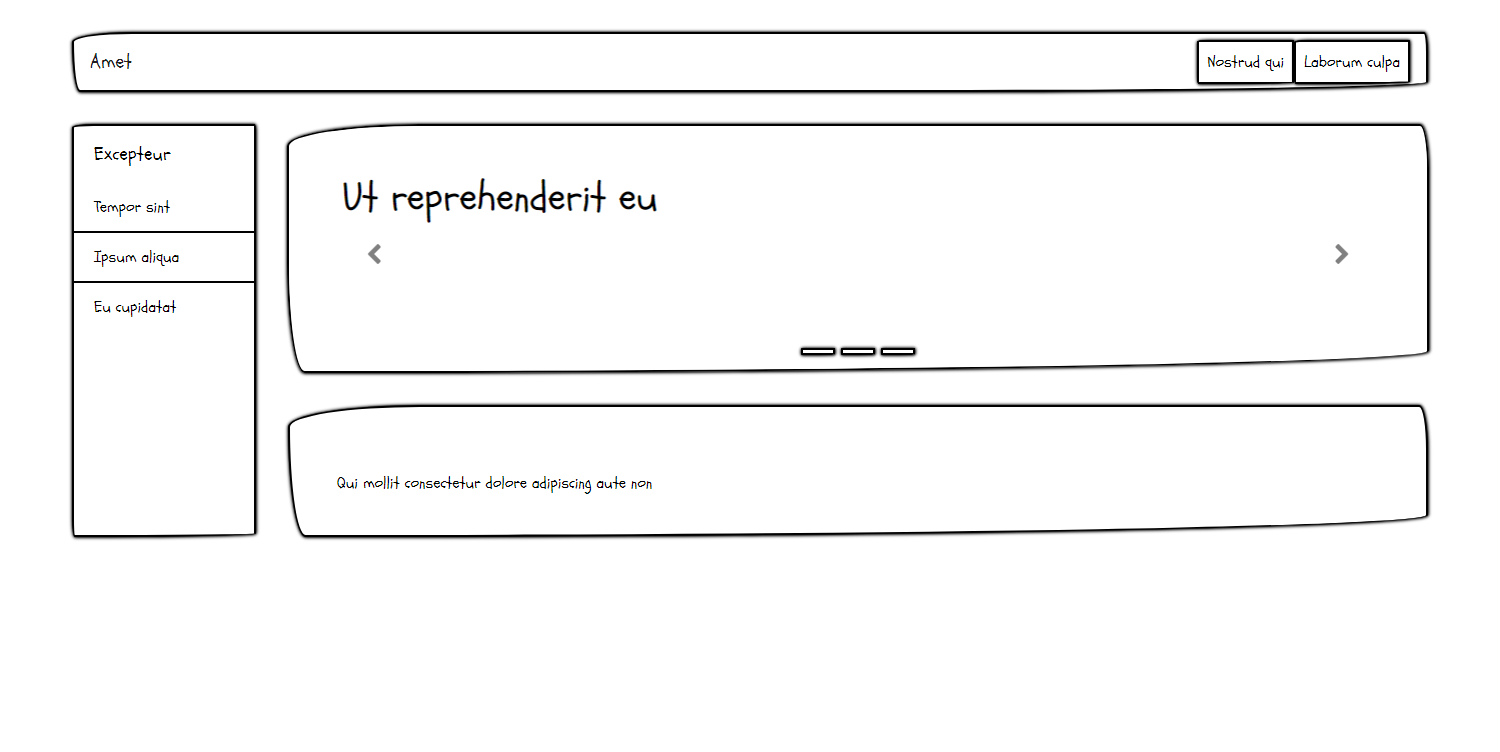 Amet
Nostrud qui
Laborum culpa
Excepteur
Tempor sint
Ipsum aliqua
Eu cupidatat
Ut reprehenderit eu
Qui mollit consectetur dolore adipiscing aute non